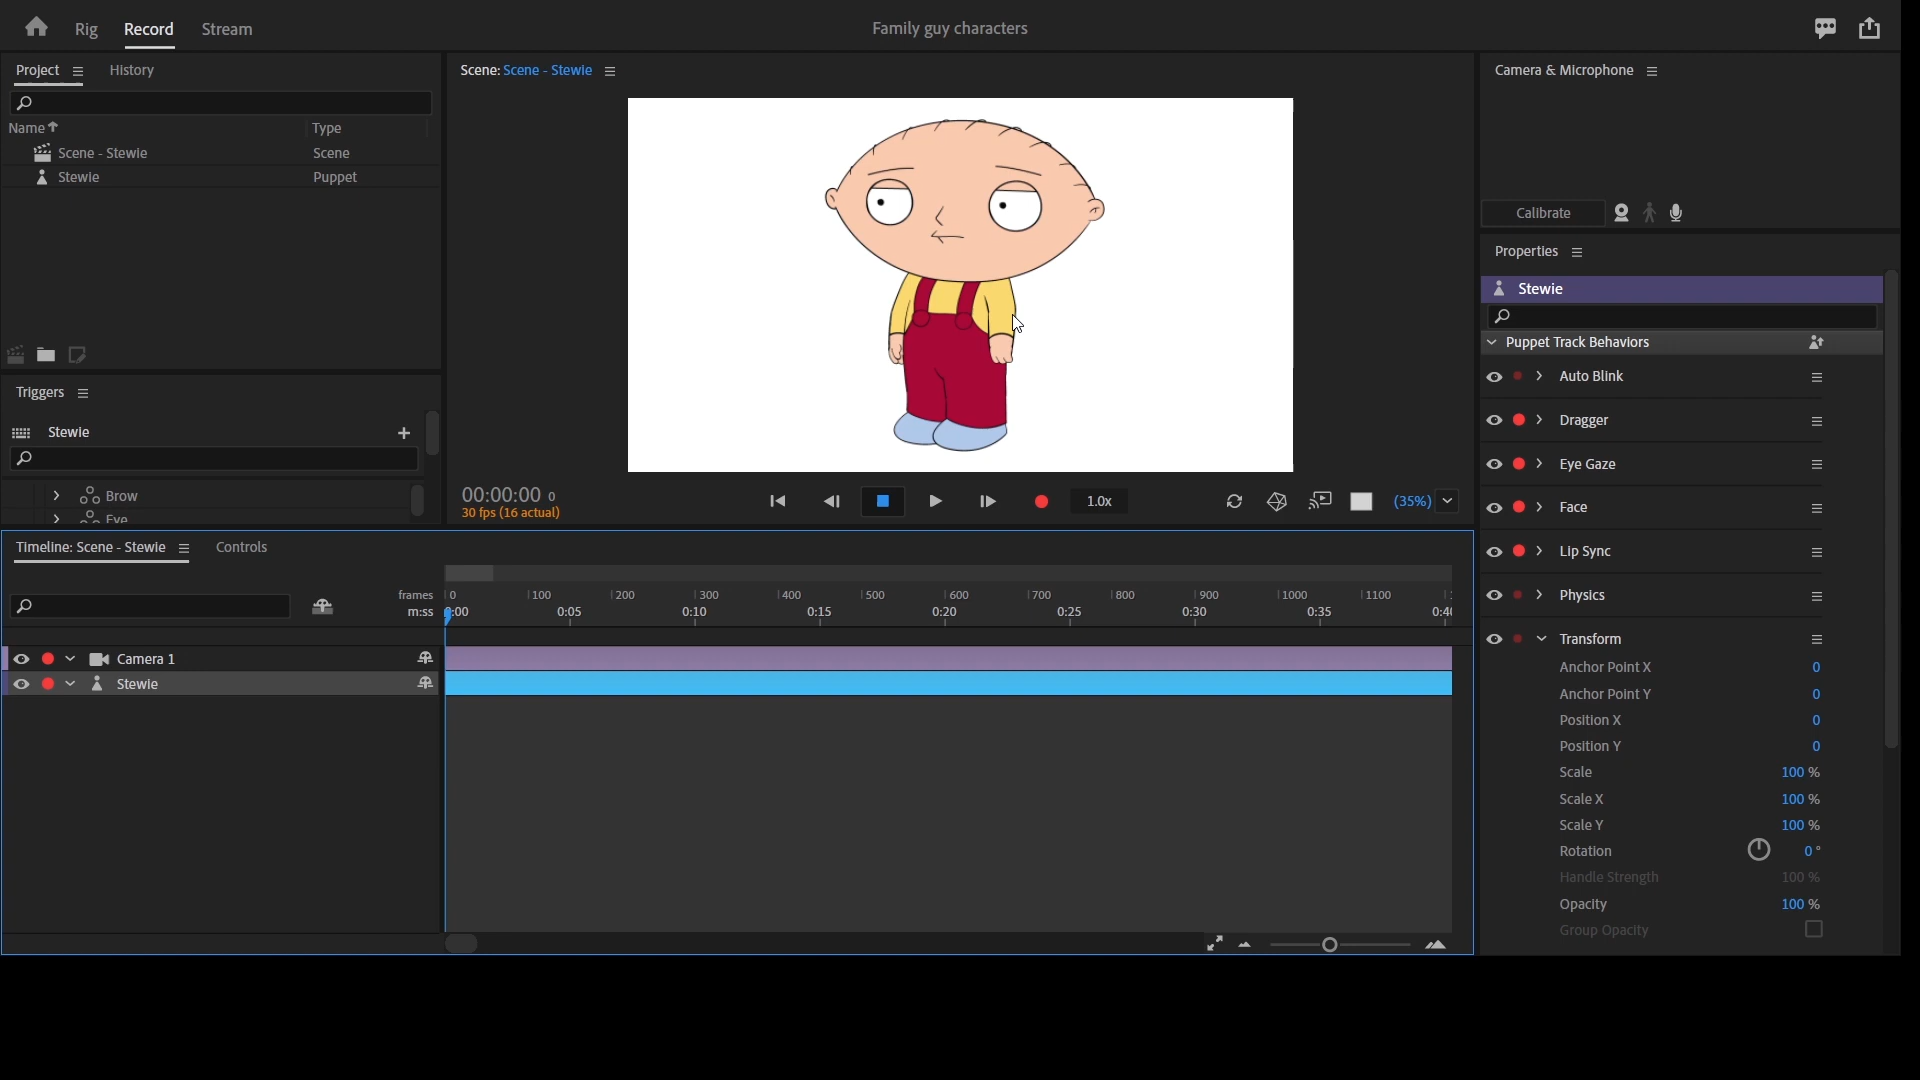 Rig Record Stream Family guy characters
Project History
Name Type
Scene - Stewie Scene
Stewie Puppet
Triggers
Stewie
Brow
Eye
Scene: Scene - Stewie
00:00:00 0
30 fps (16 actual)
1.0x (35%)
Camera & Microphone
Calibrate
Properties
Stewie
Puppet Track Behaviors
Auto Blink
Dragger
Eye Gaze
Face
Lip Sync
Physics
Transform
Anchor Point X 0
Anchor Point Y 0
Position X 0
Position Y 0
Scale 100 %
Scale X 100 %
Scale Y 100 %
Rotation 0 °
Handle Strength 100 %
Opacity 100 %
Group Opacity
Timeline: Scene - Stewie Controls
frames 0 100 200 300 400 500 600 700 800 900 1000 1100
m:ss 0:00 0:05 0:10 0:15 0:20 0:25 0:30 0:35 0:40
Camera 1
Stewie